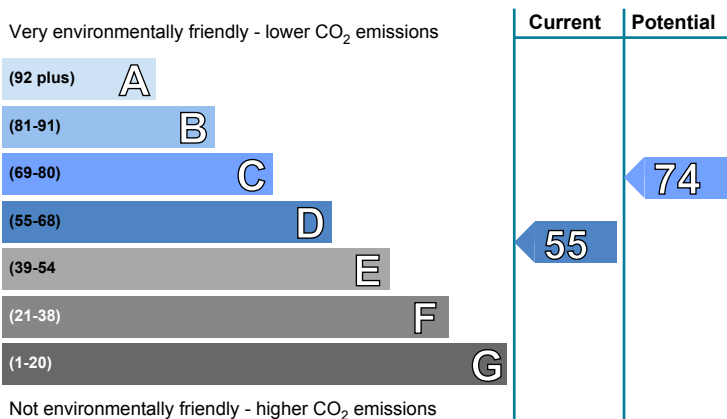 Very environmentally friendly - lower CO2 emissions
Current
Potential
(92 plus) A
(81-91) B
(69-80) C
74
(55-68) D
55
(39-54 E
(21-38) F
(1-20) G
Not environmentally friendly - higher CO2 emissions